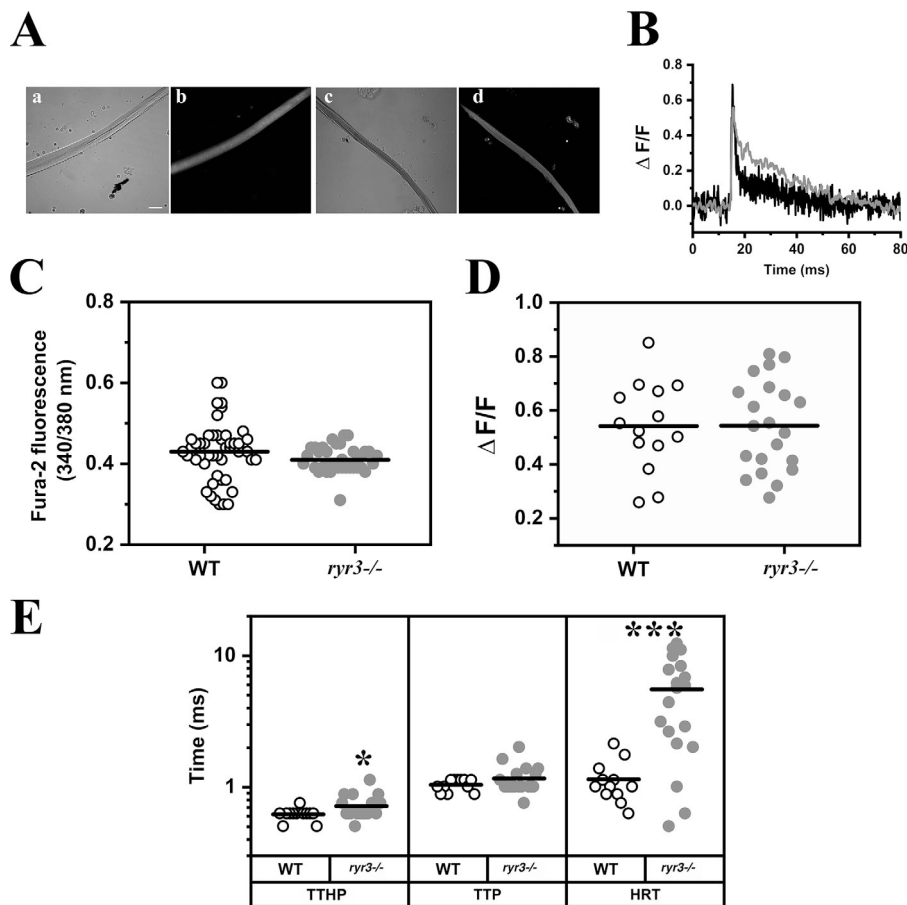 A
a
b
c
d
B
0.8
0.6
0.4
0.2
0.0
Δ F/F
0 20 40 60 80
Time (ms)
C
0.8
0.6
0.4
0.2
Fura-2 fluorescence
(340/380 nm)
WT ryr3-/-
D
1.0
0.8
0.6
0.4
0.2
Δ F/F
WT ryr3-/-
E
Time (ms)
10
1
*
***
WT ryr3-/- WT ryr3-/- WT ryr3-/-
TTHP TTP HRT